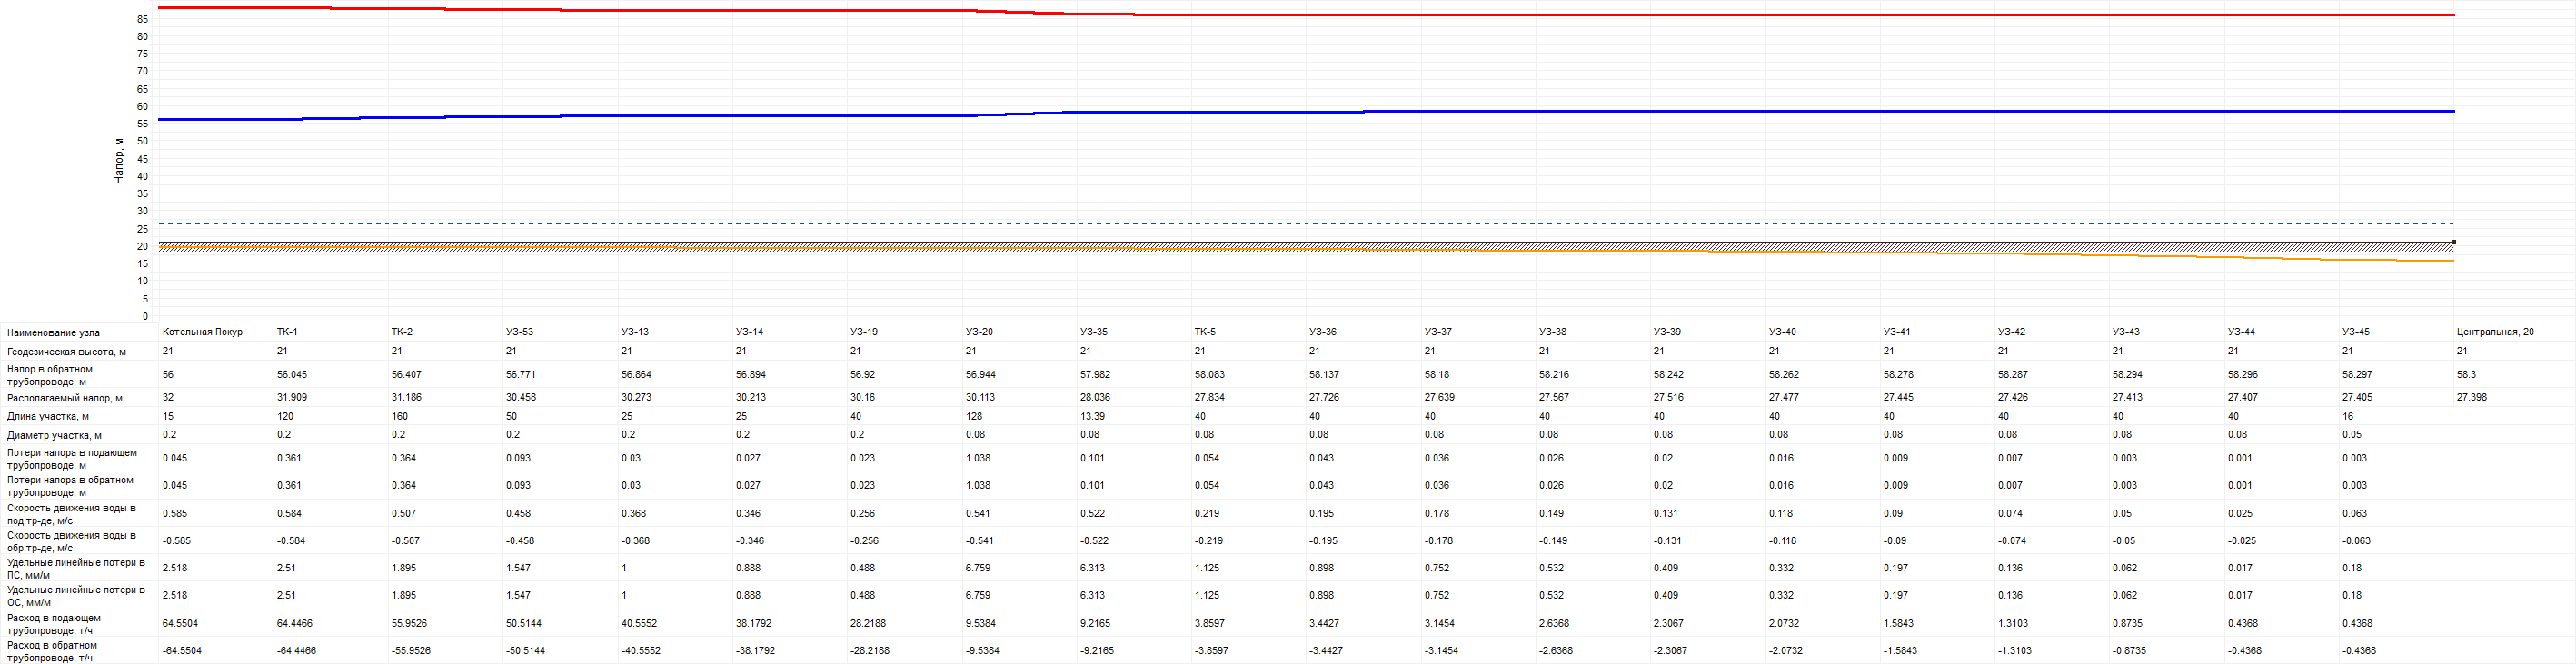 85
80
75
70
65
60
55
50
45
40
35
30
25
20
15
10
5
0
Напор, м
Наименование узла Котельная Покур ТК-1 ТК-2 УЗ-53 УЗ-13 УЗ-14 УЗ-19 УЗ-20 УЗ-35 ТК-5 УЗ-36 УЗ-37 УЗ-38 УЗ-39 УЗ-40 УЗ-41 УЗ-42 УЗ-43 УЗ-44 УЗ-45 Центральная, 20
Геодезическая высота, м 21 21 21 21 21 21 21 21 21 21 21 21 21 21 21 21 21 21 21 21 21
Напор в обратном
трубопроводе, м 56 56.045 56.407 56.771 56.864 56.894 56.92 56.944 57.982 58.083 58.137 58.18 58.216 58.242 58.262 58.278 58.287 58.294 58.296 58.297 58.3
Располагаемый напор, м 32 31.909 31.186 30.458 30.273 30.213 30.16 30.113 28.036 27.834 27.726 27.639 27.567 27.516 27.477 27.445 27.426 27.413 27.407 27.405 27.398
Длина участка, м 15 120 160 50 25 25 40 128 13.39 40 40 40 40 40 40 40 40 40 40 16
Диаметр участка, м 0.2 0.2 0.2 0.2 0.2 0.2 0.2 0.08 0.08 0.08 0.08 0.08 0.08 0.08 0.08 0.08 0.08 0.08 0.08 0.05
Потери напора в подающем
трубопроводе, м 0.045 0.361 0.364 0.093 0.03 0.027 0.023 1.038 0.101 0.054 0.043 0.036 0.026 0.02 0.016 0.009 0.007 0.003 0.001 0.003
Потери напора в обратном
трубопроводе, м 0.045 0.361 0.364 0.093 0.03 0.027 0.023 1.038 0.101 0.054 0.043 0.036 0.026 0.02 0.016 0.009 0.007 0.003 0.001 0.003
Скорость движения воды в
под.тр-де, м/с 0.585 0.584 0.507 0.458 0.368 0.346 0.256 0.541 0.522 0.219 0.195 0.178 0.149 0.131 0.118 0.09 0.074 0.05 0.025 0.063
Скорость движения воды в
обр.тр-де, м/с -0.585 -0.584 -0.507 -0.458 -0.368 -0.346 -0.256 -0.541 -0.522 -0.219 -0.195 -0.178 -0.149 -0.131 -0.118 -0.09 -0.074 -0.05 -0.025 -0.063
Удельные линейные потери в
ПС, мм/м 2.518 2.51 1.895 1.547 1 0.888 0.488 6.759 6.313 1.125 0.898 0.752 0.532 0.409 0.332 0.197 0.136 0.062 0.017 0.18
Удельные линейные потери в
ОС, мм/м 2.518 2.51 1.895 1.547 1 0.888 0.488 6.759 6.313 1.125 0.898 0.752 0.532 0.409 0.332 0.197 0.136 0.062 0.017 0.18
Расход в подающем
трубопроводе, т/ч 64.5504 64.4466 55.9526 50.5144 40.5552 38.1792 28.2188 9.5384 9.2165 3.8597 3.4427 3.1454 2.6368 2.3067 2.0732 1.5843 1.3103 0.8735 0.4368 0.4368
Расход в обратном
трубопроводе, т/ч -64.5504 -64.4466 -55.9526 -50.5144 -40.5552 -38.1792 -28.2188 -9.5384 -9.2165 -3.8597 -3.4427 -3.1454 -2.6368 -2.3067 -2.0732 -1.5843 -1.3103 -0.8735 -0.4368 -0.4368